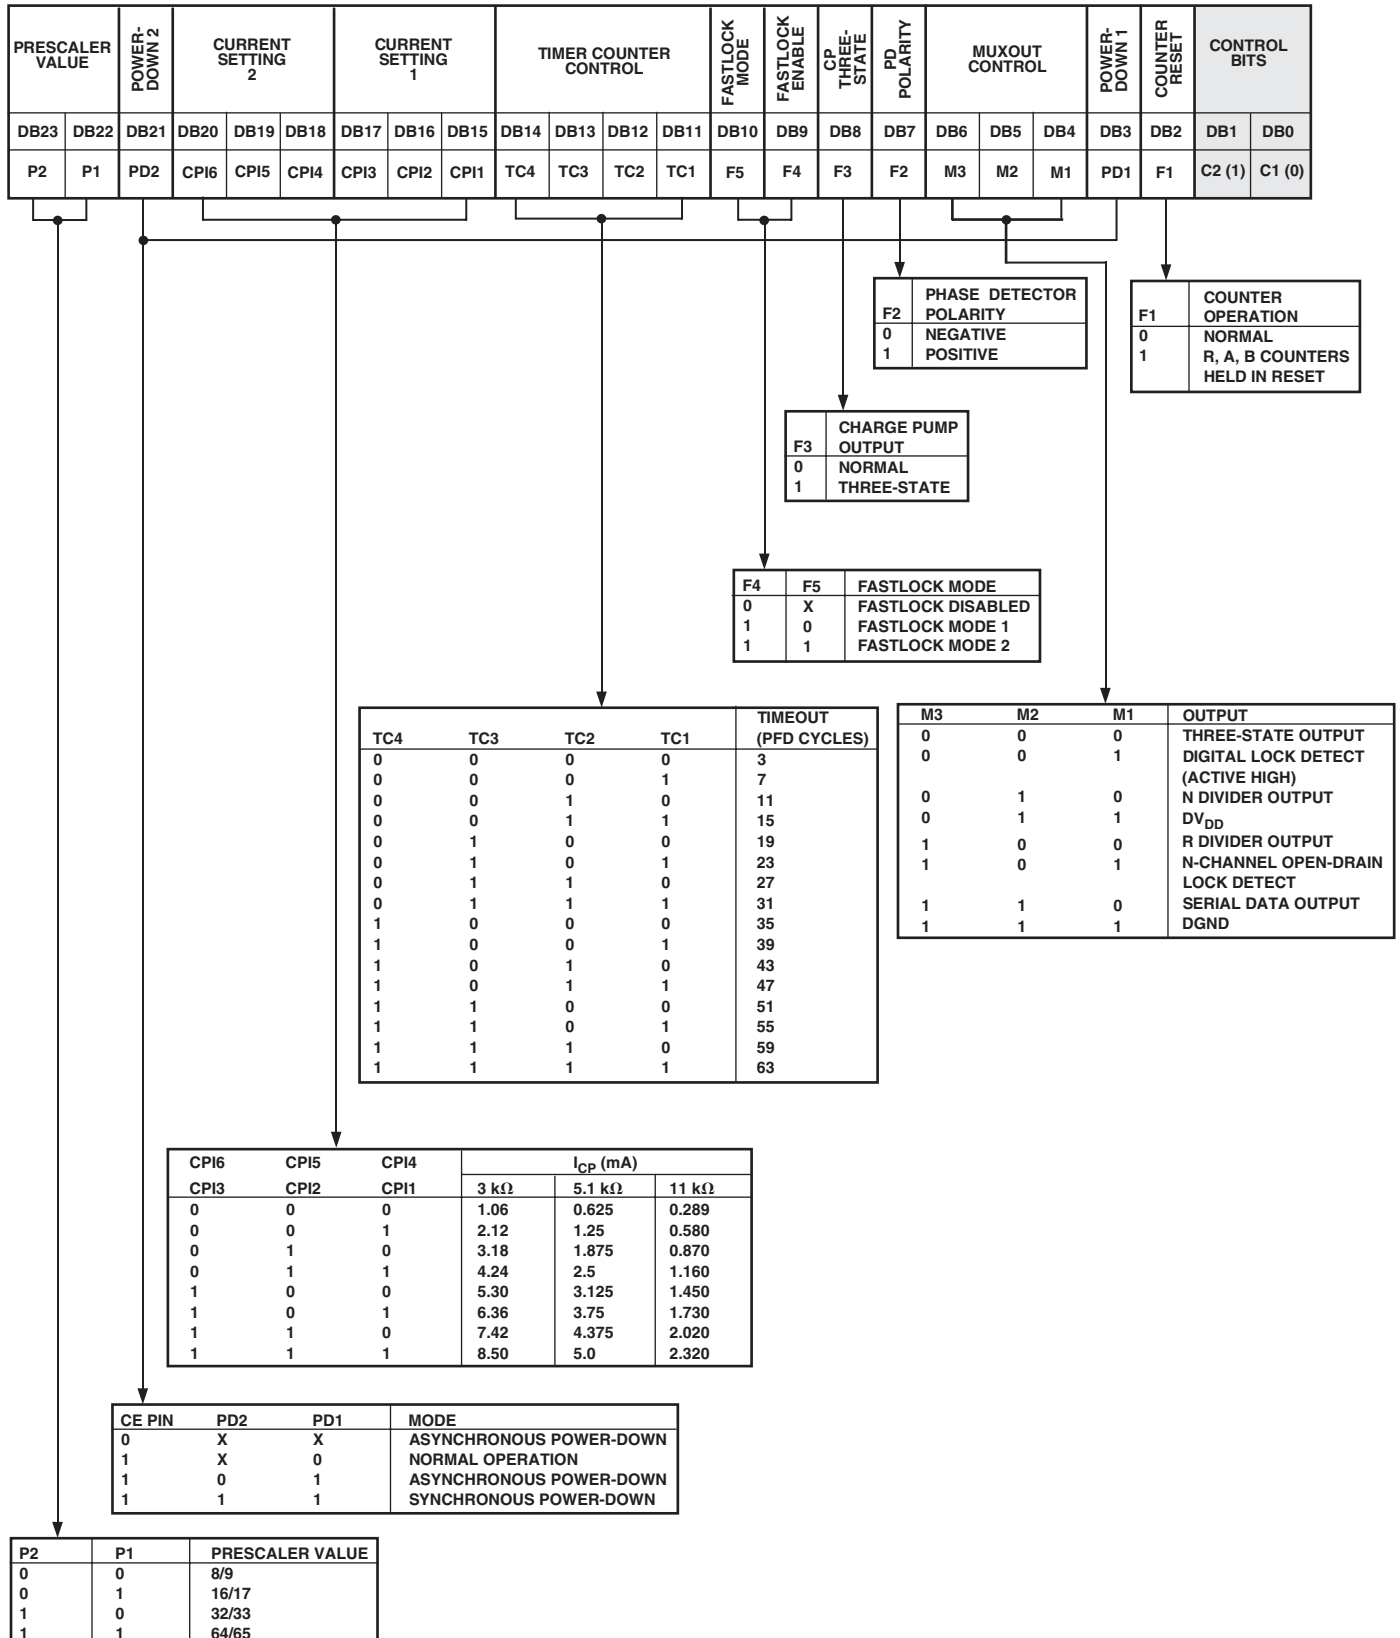 PRESCALER VALUE
POWER-DOWN 2
CURRENT SETTING 2
CURRENT SETTING 1
TIMER COUNTER CONTROL
FASTLOCK MODE
FASTLOCK ENABLE
CP THREE-STATE
PD POLARITY
MUXOUT CONTROL
POWER-DOWN 1
COUNTER RESET
CONTROL BITS
DB23 DB22 DB21 DB20 DB19 DB18 DB17 DB16 DB15 DB14 DB13 DB12 DB11 DB10 DB9 DB8 DB7 DB6 DB5 DB4 DB3 DB2 DB1 DB0
P2 P1 PD2 CPI6 CPI5 CPI4 CPI3 CPI2 CPI1 TC4 TC3 TC2 TC1 F5 F4 F3 F2 M3 M2 M1 PD1 F1 C2 (1) C1 (0)
F2 PHASE DETECTOR POLARITY
0 NEGATIVE
1 POSITIVE
F1 COUNTER OPERATION
0 NORMAL
1 R, A, B COUNTERS
HELD IN RESET
F3 CHARGE PUMP OUTPUT
0 NORMAL
1 THREE-STATE
F4 F5 FASTLOCK MODE
0 X FASTLOCK DISABLED
1 0 FASTLOCK MODE 1
1 1 FASTLOCK MODE 2
TC4 TC3 TC2 TC1 TIMEOUT (PFD CYCLES)
0 0 0 0 3
0 0 0 1 7
0 0 1 0 11
0 0 1 1 15
0 1 0 0 19
0 1 0 1 23
0 1 1 0 27
0 1 1 1 31
1 0 0 0 35
1 0 0 1 39
1 0 1 0 43
1 0 1 1 47
1 1 0 0 51
1 1 0 1 55
1 1 1 0 59
1 1 1 1 63
M3 M2 M1 OUTPUT
0 0 0 THREE-STATE OUTPUT
0 0 1 DIGITAL LOCK DETECT
(ACTIVE HIGH)
0 1 0 N DIVIDER OUTPUT
0 1 1 DVDD
1 0 0 R DIVIDER OUTPUT
1 0 1 N-CHANNEL OPEN-DRAIN
LOCK DETECT
1 1 0 SERIAL DATA OUTPUT
1 1 1 DGND
CPI6 CPI5 CPI4 ICP (mA)
CPI3 CPI2 CPI1 3 kΩ 5.1 kΩ 11 kΩ
0 0 0 1.06 0.625 0.289
0 0 1 2.12 1.25 0.580
0 1 0 3.18 1.875 0.870
0 1 1 4.24 2.5 1.160
1 0 0 5.30 3.125 1.450
1 0 1 6.36 3.75 1.730
1 1 0 7.42 4.375 2.020
1 1 1 8.50 5.0 2.320
CE PIN PD2 PD1 MODE
0 X X ASYNCHRONOUS POWER-DOWN
1 X 0 NORMAL OPERATION
1 0 1 ASYNCHRONOUS POWER-DOWN
1 1 1 SYNCHRONOUS POWER-DOWN
P2 P1 PRESCALER VALUE
0 0 8/9
0 1 16/17
1 0 32/33
1 1 64/65